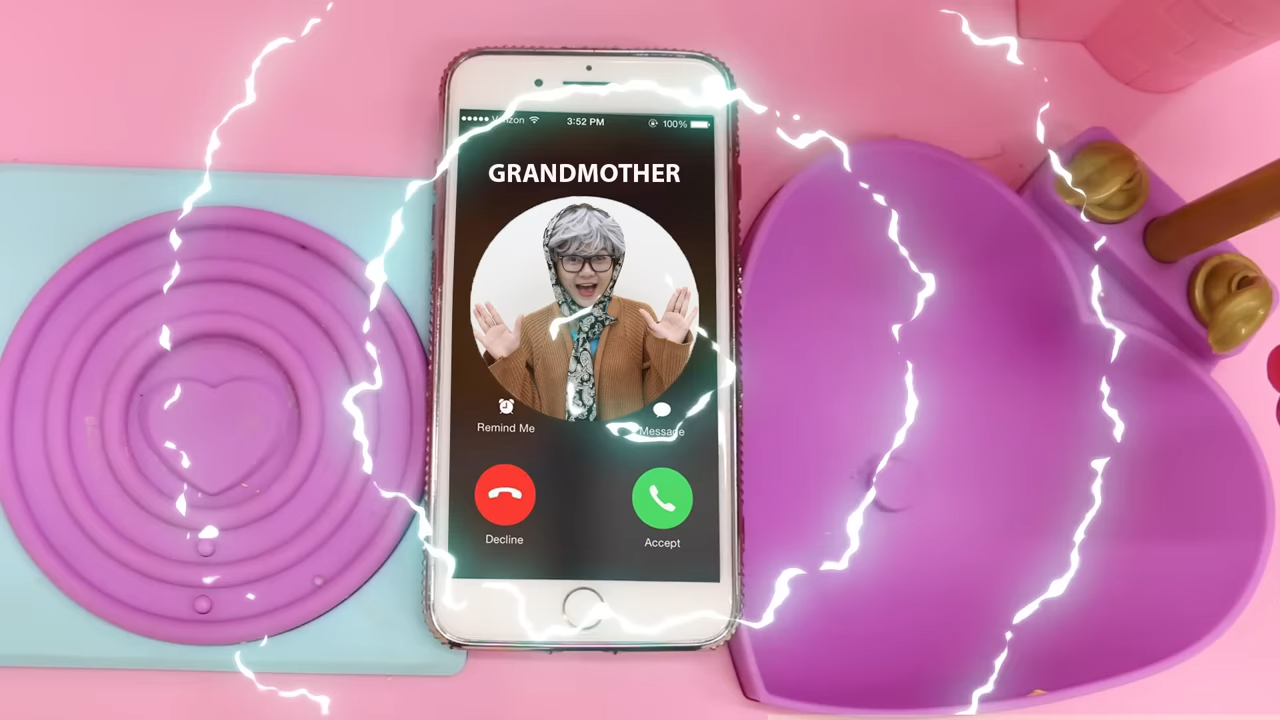 3:52 PM 100%
GRANDMOTHER
Remind Me Message
Decline Accept